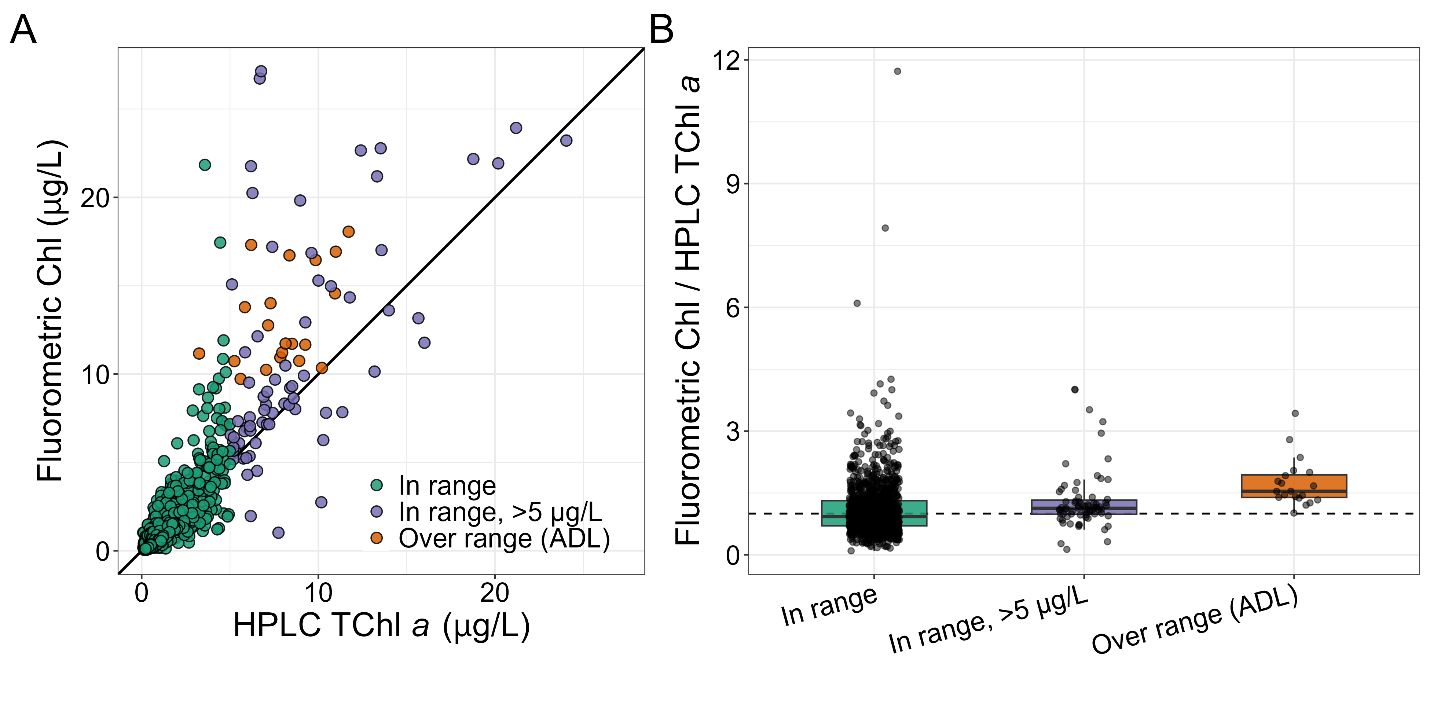 A
Fluorometric Chl (µg/L)
20
10
0
In range
In range, >5 µg/L
Over range (ADL)
0
10
20
HPLC TChl a (µg/L)
B
Fluorometric Chl / HPLC TChl a
12
9
6
3
0
In range
In range, >5 µg/L
Over range (ADL)